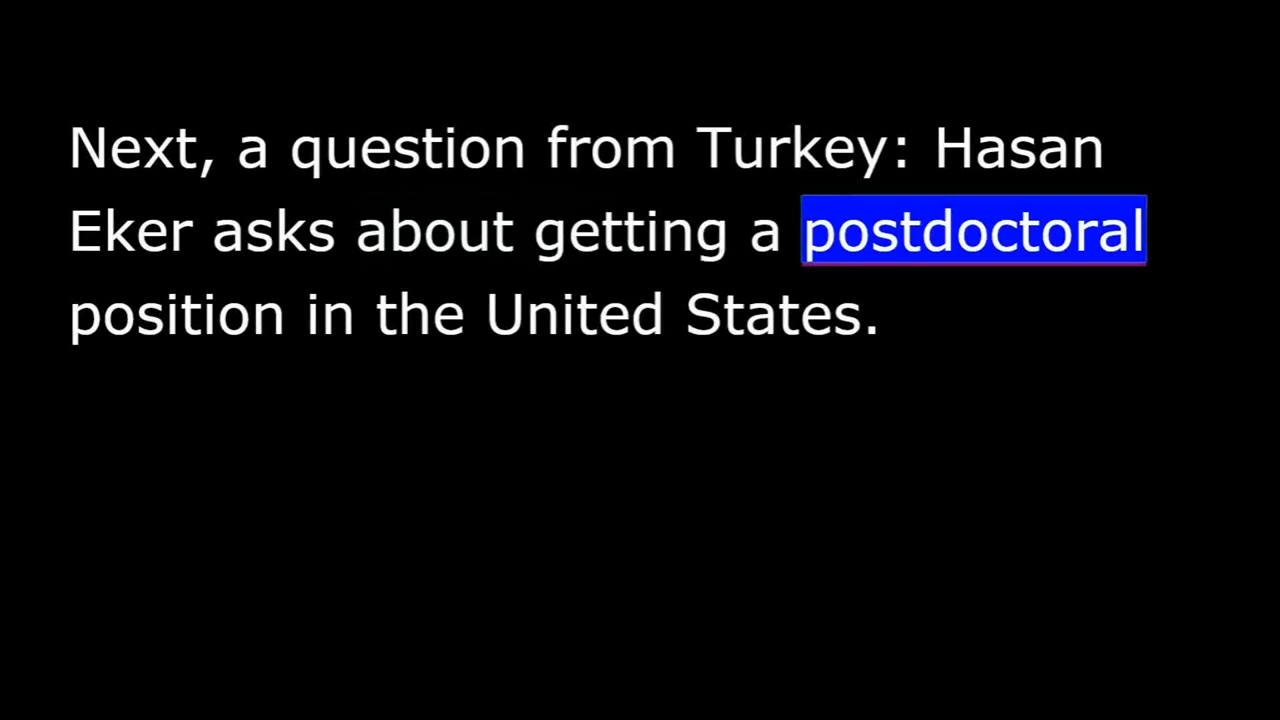 Next, a question from Turkey: Hasan
Eker asks about getting a postdoctoral
position in the United States.